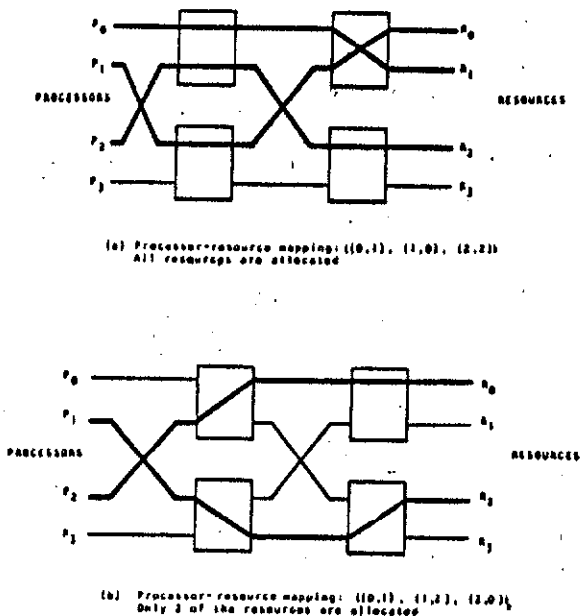 P0 R0
P1 R1
PROCESSORS RESOURCES
P2 R2
P3 R3
(a) Processor-resource mapping: {(0,1), (1,0), (2,2)}
All resources are allocated
P0 R0
P1 R1
PROCESSORS RESOURCES
P2 R2
P3 R3
(b) Processor-resource mapping: {(0,1), (1,2), (2,0)}
Only 2 of the resources are allocated